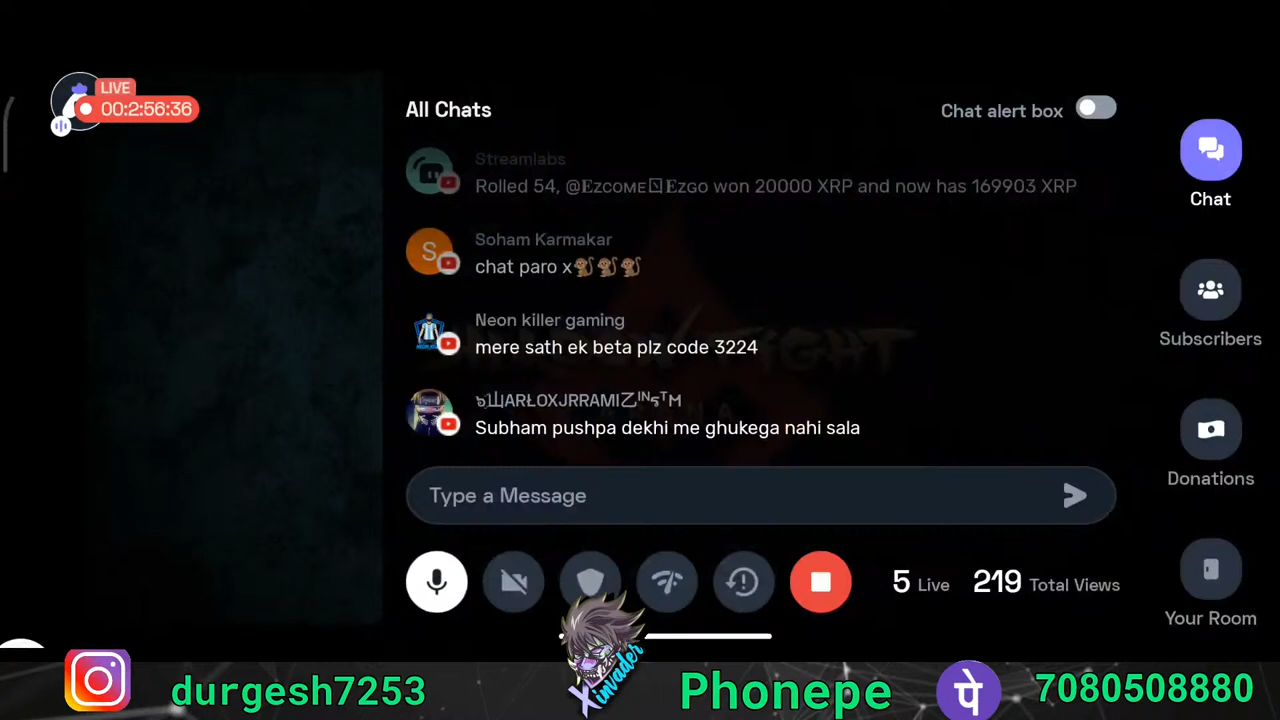 LIVE
00:2:56:36
All Chats
Chat alert box
Streamlabs
Rolled 54, @Ezcome Ezgo won 20000 XRP and now has 169903 XRP
Chat
Soham Karmakar
chat paro x🐒🐒🐒
Subscribers
Neon killer gaming
mere sath ek beta plz code 3224
Subham pushpa dekhi me ghukega nahi sala
Donations
Type a Message
5 Live 219 Total Views
Your Room
Xinvader
durgesh7253
Phonepe
पे
7080508880